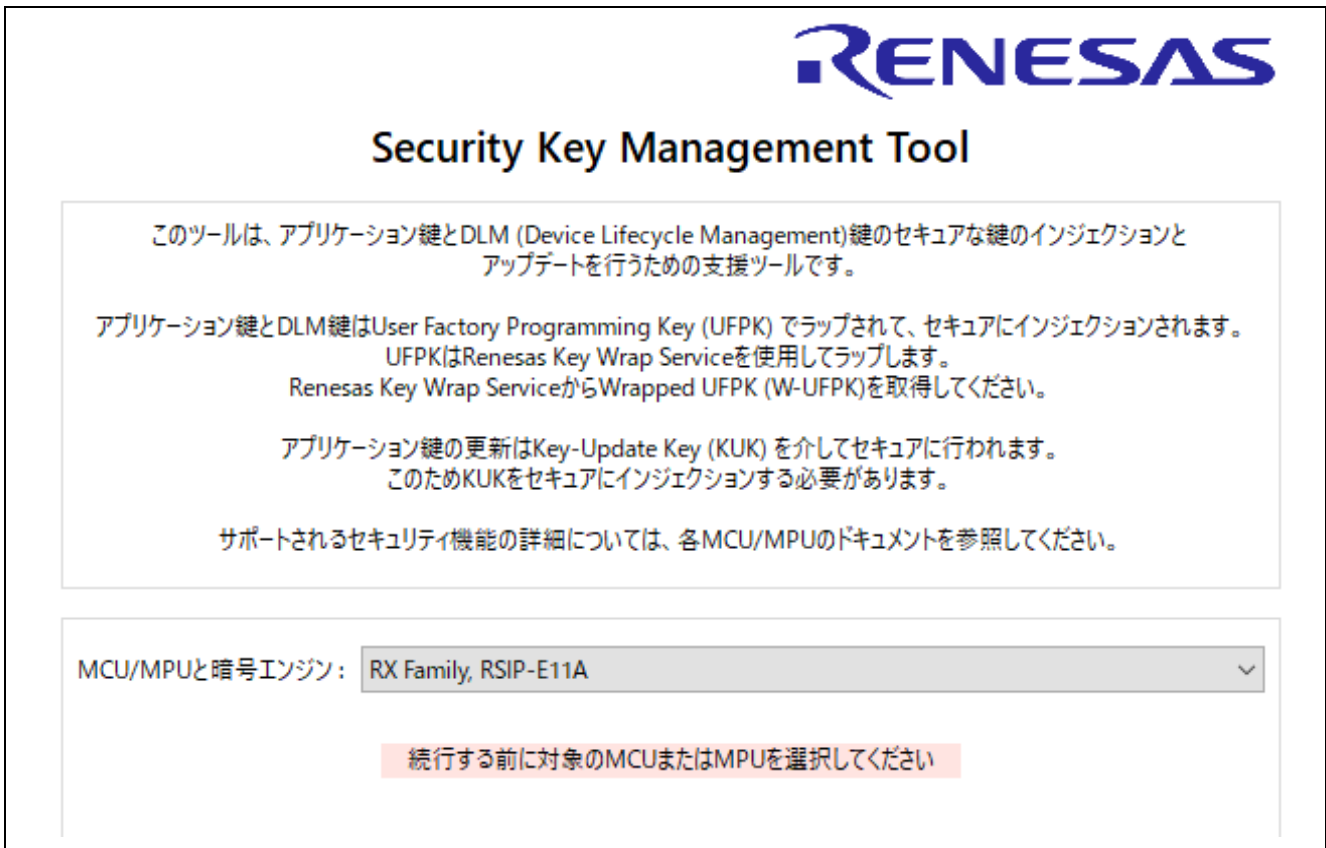 RENESAS
Security Key Management Tool
このツールは、アプリケーション鍵とDLM (Device Lifecycle Management)鍵のセキュアな鍵のインジェクションと
アップデートを行うための支援ツールです。
アプリケーション鍵とDLM鍵はUser Factory Programming Key (UFPK) でラップされて、セキュアにインジェクションされます。
UFPKはRenesas Key Wrap Serviceを使用してラップします。
Renesas Key Wrap ServiceからWrapped UFPK (W-UFPK)を取得してください。
アプリケーション鍵の更新はKey-Update Key (KUK) を介してセキュアに行われます。
このためKUKをセキュアにインジェクションする必要があります。
サポートされるセキュリティ機能の詳細については、各MCU/MPUのドキュメントを参照してください。
MCU/MPUと暗号エンジン : RX Family, RSIP-E11A
続行する前に対象のMCUまたはMPUを選択してください